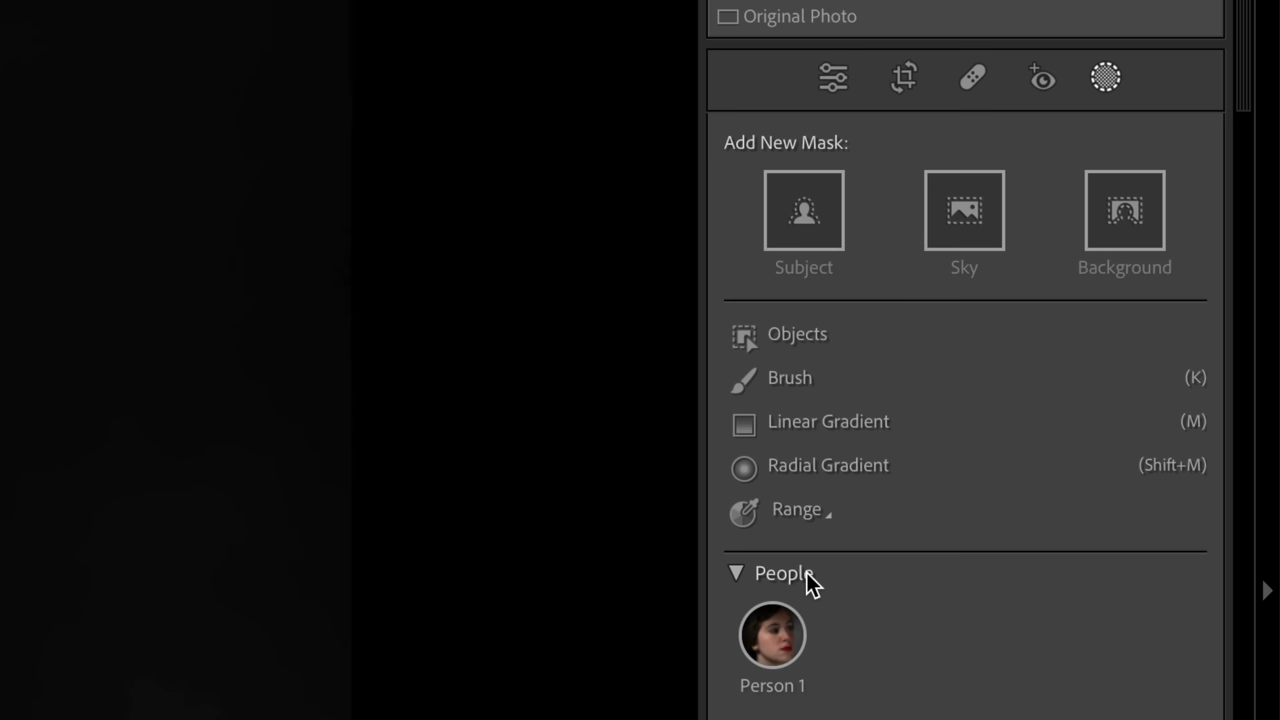 Original Photo
Add New Mask:
Subject Sky Background
Objects
Brush (K)
Linear Gradient (M)
Radial Gradient (Shift+M)
Range
People
Person 1